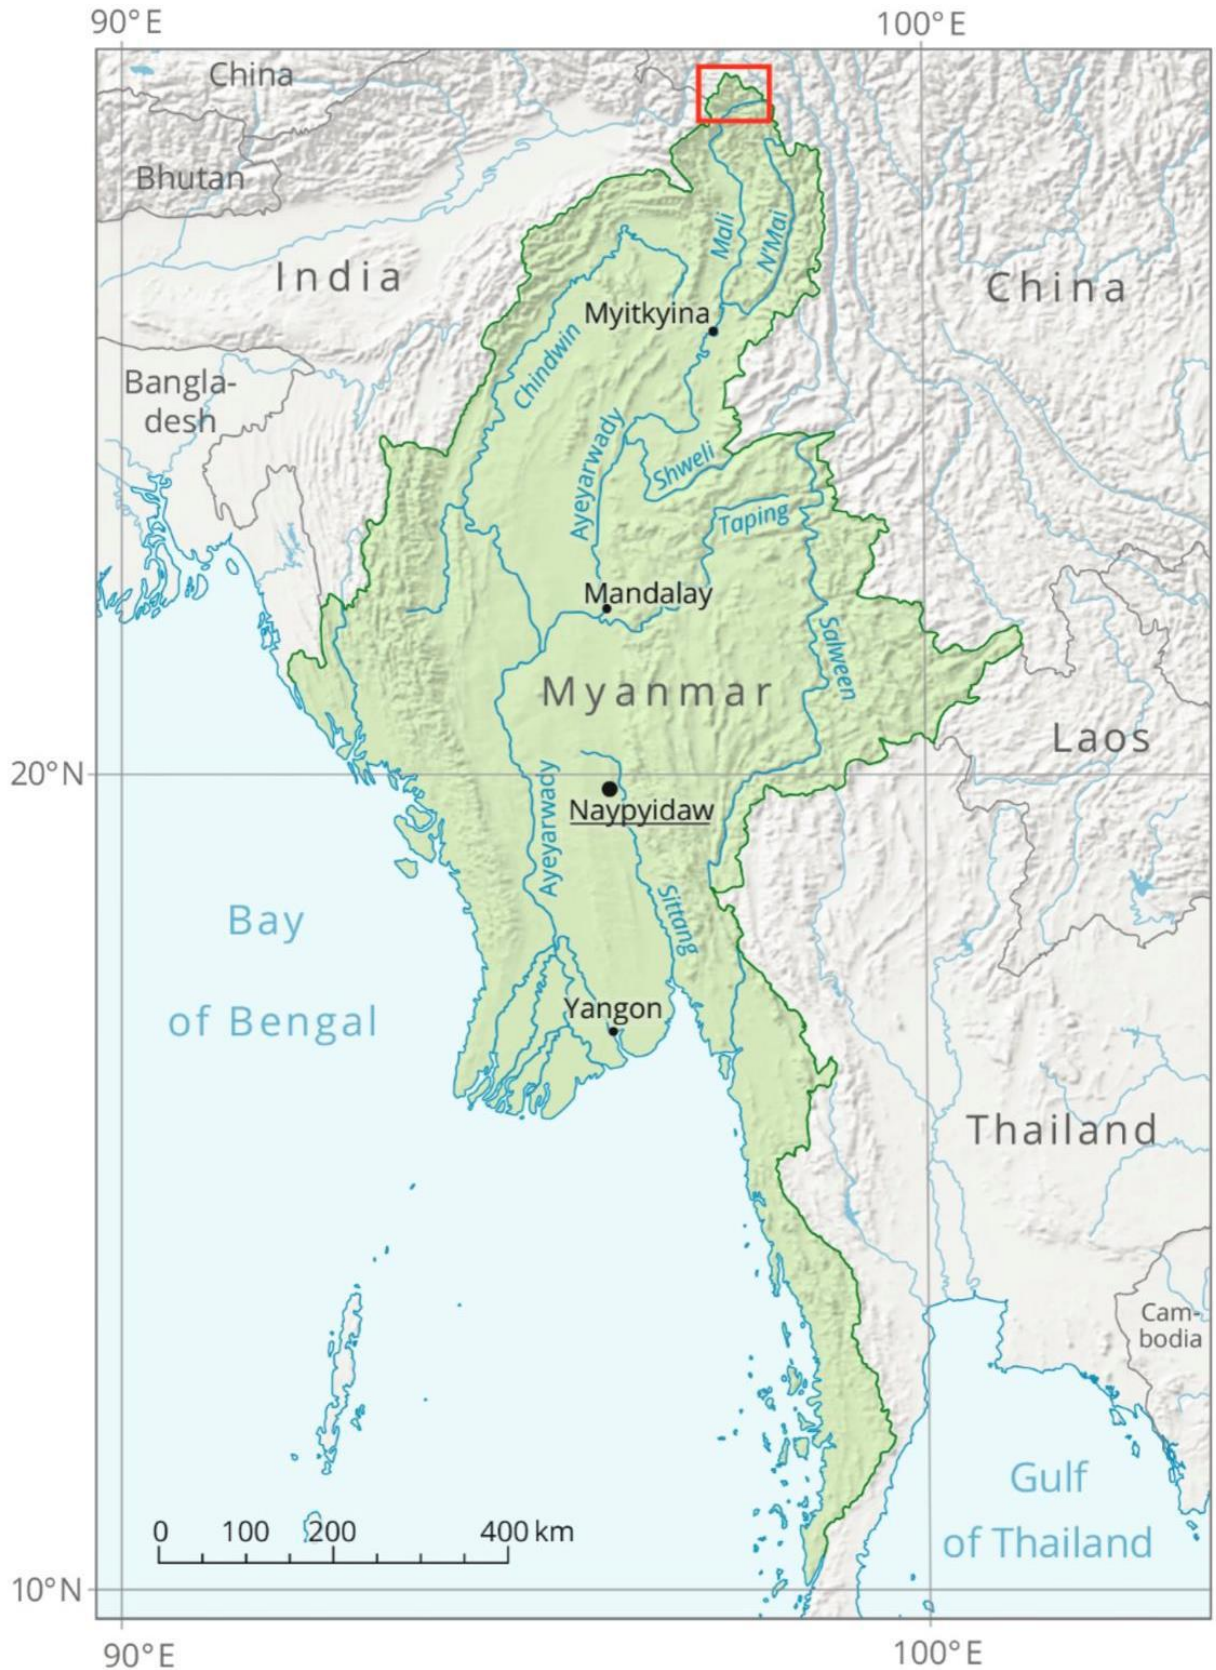 90°E
100°E
China
Bhutan
India
Mali
N'Mai
China
Myitkyina
Chindwin
Bangla-
desh
Ayeyarwady
Shweli
Taping
Mandalay
Salween
Myanmar
Laos
20°N
Naypyidaw
Ayeyarwady
Sittang
Bay
of Bengal
Yangon
Thailand
Cam-
bodia
Gulf
of Thailand
0 100 200 400 km
10°N
90°E
100°E